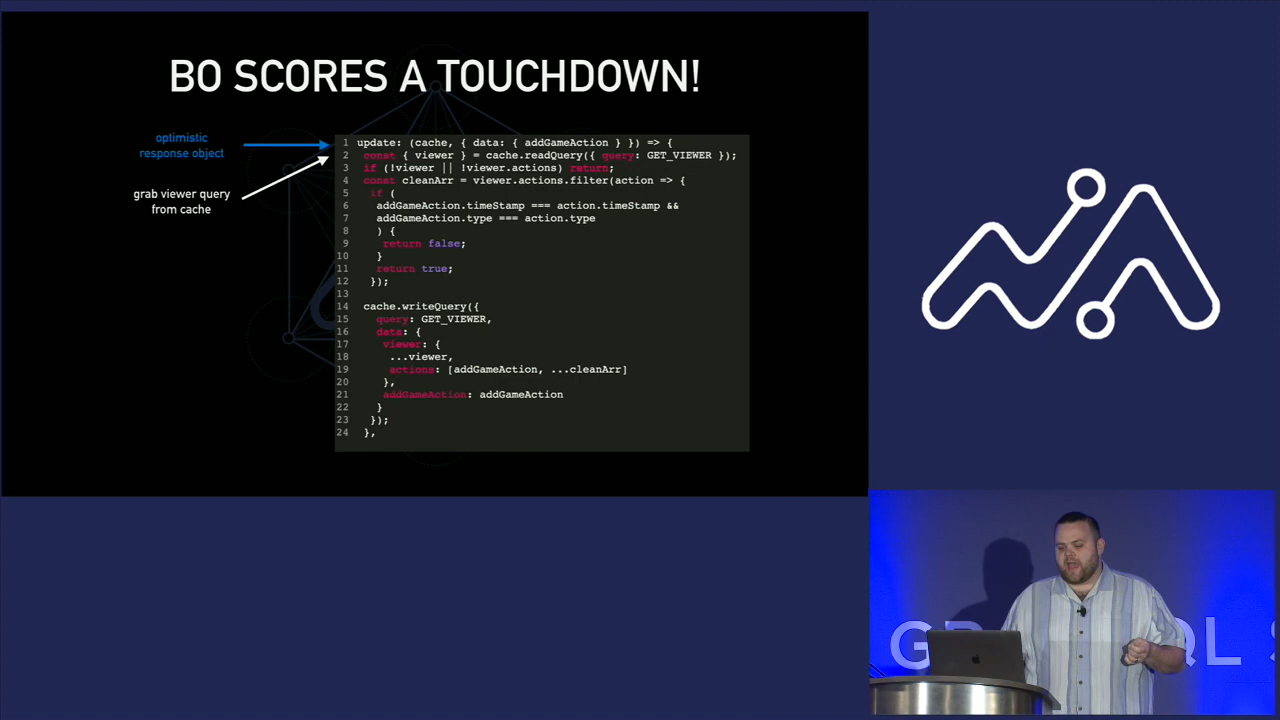 BO SCORES A TOUCHDOWN!
optimistic
response object
grab viewer query
from cache
1 update: (cache, { data: { addGameAction } }) => {
2 const { viewer } = cache.readQuery({ query: GET_VIEWER });
3 if (!viewer || !viewer.actions) return;
4 const cleanArr = viewer.actions.filter(action => {
5 if (
6 addGameAction.timeStamp === action.timeStamp &&
7 addGameAction.type === action.type
8 ) {
9 return false;
10 }
11 return true;
12 });
13
14 cache.writeQuery({
15 query: GET_VIEWER,
16 data: {
17 viewer: {
18 ...viewer,
19 actions: [addGameAction, ...cleanArr]
20 },
21 addGameAction: addGameAction
22 }
23 });
24 },